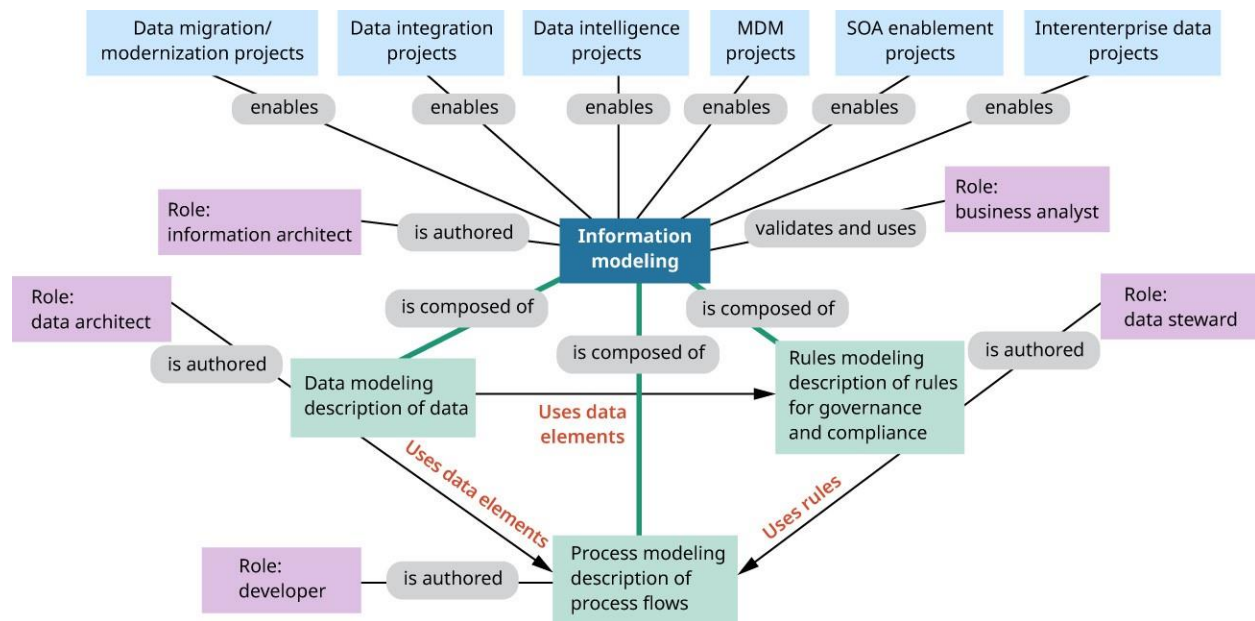 Data migration/
modernization projects
Data integration
projects
Data intelligence
projects
MDM
projects
SOA enablement
projects
Interenterprise data
projects
enables
enables
enables
enables
enables
enables
Role:
information architect
is authored
Information
modeling
validates and uses
Role:
business analyst
Role:
data architect
is authored
is composed of
is composed of
is composed of
Role:
data steward
is authored
Data modeling
description of data
Uses data
elements
Rules modeling
description of rules
for governance
and compliance
Uses data elements
Uses rules
Role:
developer
is authored
Process modeling
description of
process flows